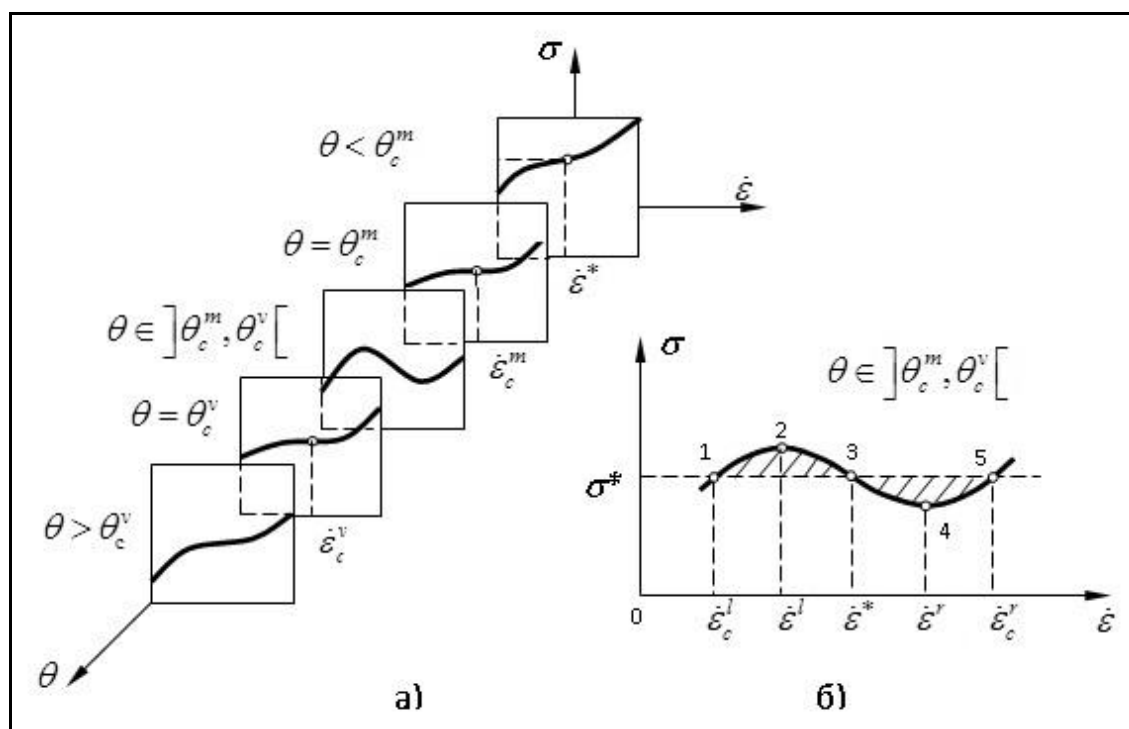 σ
θ < θ_c^m
ε̇
θ = θ_c^m
ε̇*
θ ∈ ]θ_c^m, θ_c^v[
ε̇_c^m
σ
θ ∈ ]θ_c^m, θ_c^v[
θ = θ_c^v
1 2 3 5
σ*
θ > θ_c^v
ε̇_c^v
4
0 ε̇_c^l ε̇^l ε̇* ε̇^γ ε̇_c^γ ε̇
θ
а) б)